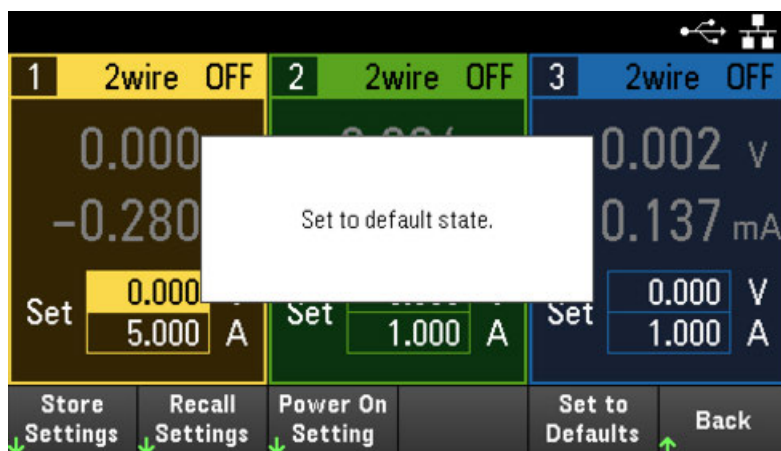 1 2wire OFF 2 2wire OFF 3 2wire OFF
0.000 0.002 V
-0.280 Set to default state. 0.137 mA
0.000 0.000 V
Set Set Set
5.000 A 1.000 A 1.000 A
Store Recall Power On Set to Back
Settings Settings Setting Defaults